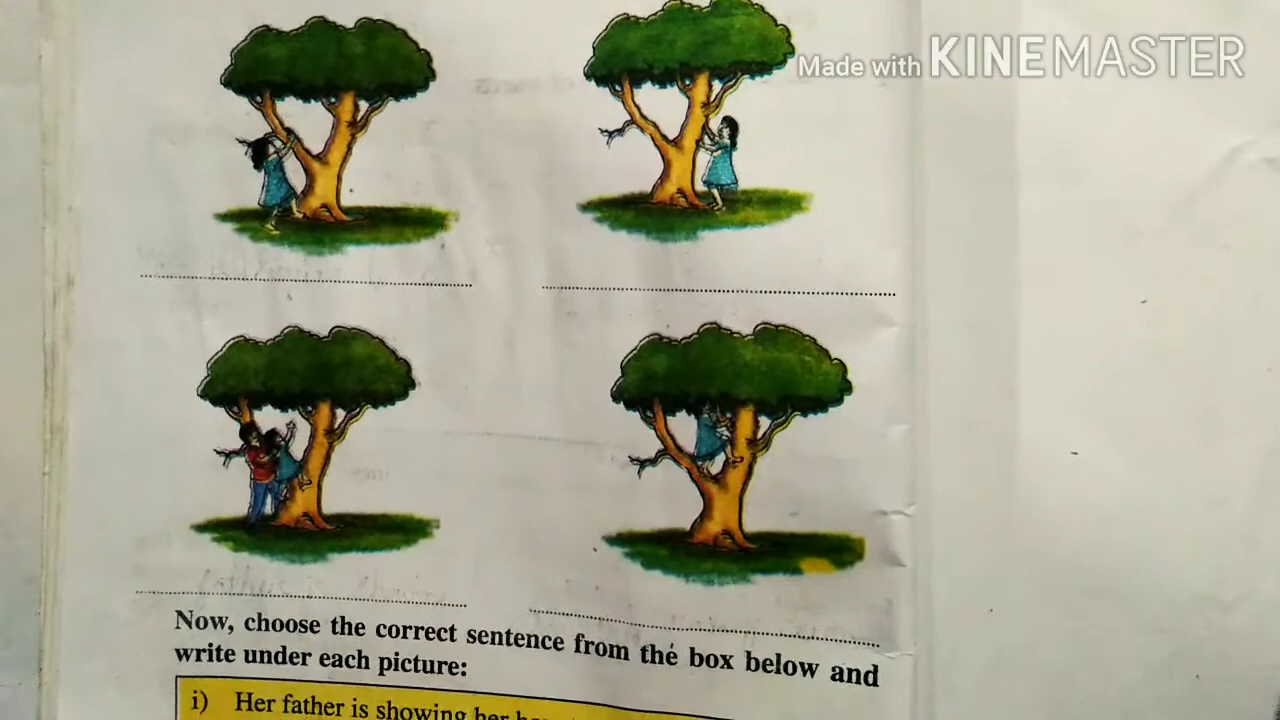 Made with KINEMASTER
Now, choose the correct sentence from the box below and
write under each picture:
i) Her father is showing her